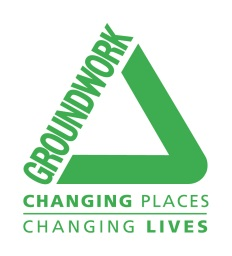 GROUNDWORK
CHANGING PLACES
CHANGING LIVES